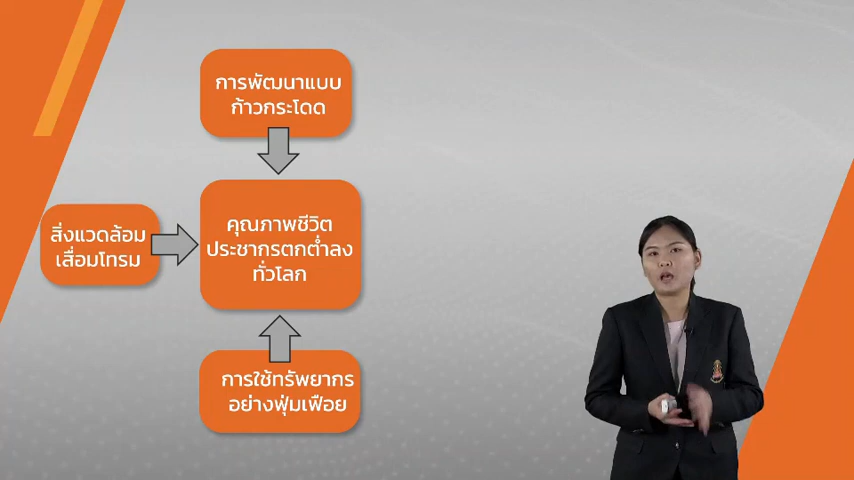 การพัฒนาแบบ
ก้าวกระโดด
สิ่งแวดล้อม
เสื่อมโทรม
คุณภาพชีวิต
ประชากรตกต่ำลง
ทั่วโลก
การใช้ทรัพยากร
อย่างฟุ่มเฟือย